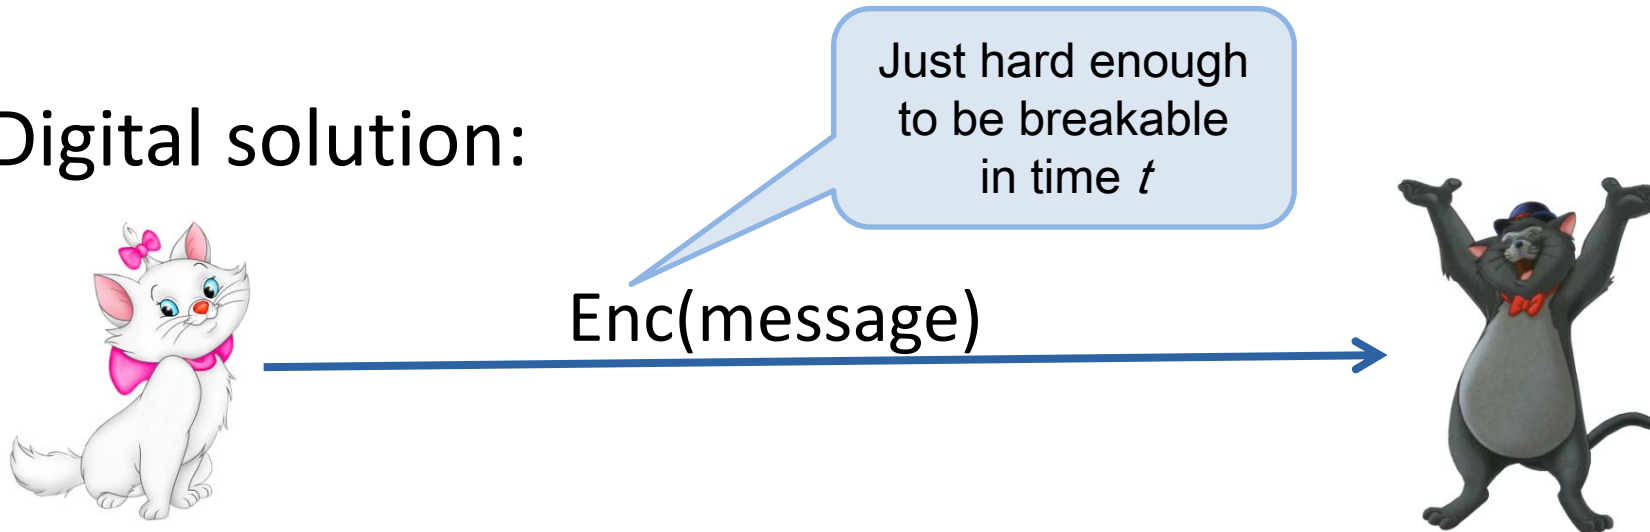 Just hard enough
to be breakable
in time t
Digital solution:
Enc(message)